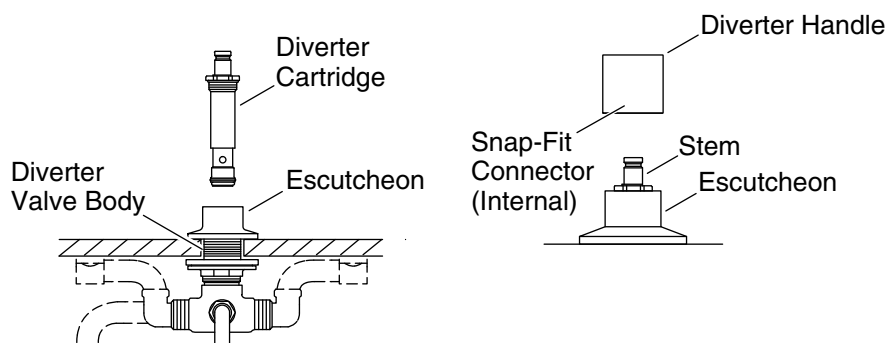 Diverter
Cartridge
Diverter
Valve Body
Escutcheon
Diverter Handle
Snap-Fit
Connector
(Internal)
Stem
Escutcheon